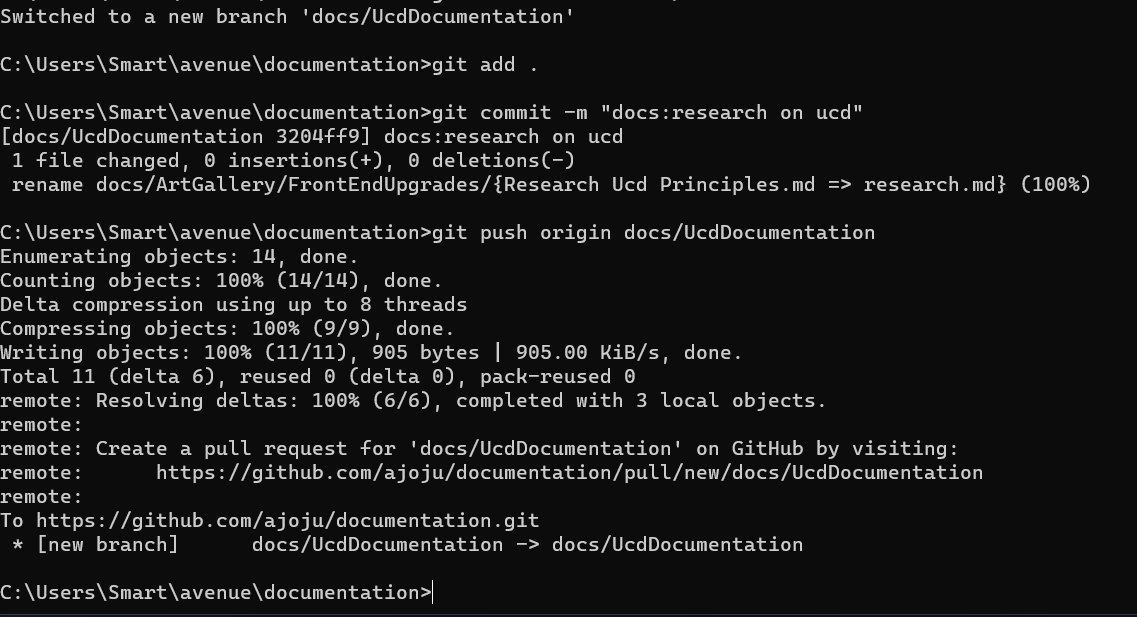 Switched to a new branch 'docs/UcdDocumentation'
C:\Users\Smart\avenue\documentation>git add .
C:\Users\Smart\avenue\documentation>git commit -m "docs:research on ucd"
[docs/UcdDocumentation 3204ff9] docs:research on ucd
 1 file changed, 0 insertions(+), 0 deletions(-)
 rename docs/ArtGallery/FrontEndUpgrades/{Research Ucd Principles.md => research.md} (100%)
C:\Users\Smart\avenue\documentation>git push origin docs/UcdDocumentation
Enumerating objects: 14, done.
Counting objects: 100% (14/14), done.
Delta compression using up to 8 threads
Compressing objects: 100% (9/9), done.
Writing objects: 100% (11/11), 905 bytes | 905.00 KiB/s, done.
Total 11 (delta 6), reused 0 (delta 0), pack-reused 0
remote: Resolving deltas: 100% (6/6), completed with 3 local objects.
remote:
remote: Create a pull request for 'docs/UcdDocumentation' on GitHub by visiting:
remote:      https://github.com/ajoju/documentation/pull/new/docs/UcdDocumentation
remote:
To https://github.com/ajoju/documentation.git
 * [new branch]      docs/UcdDocumentation -> docs/UcdDocumentation
C:\Users\Smart\avenue\documentation>